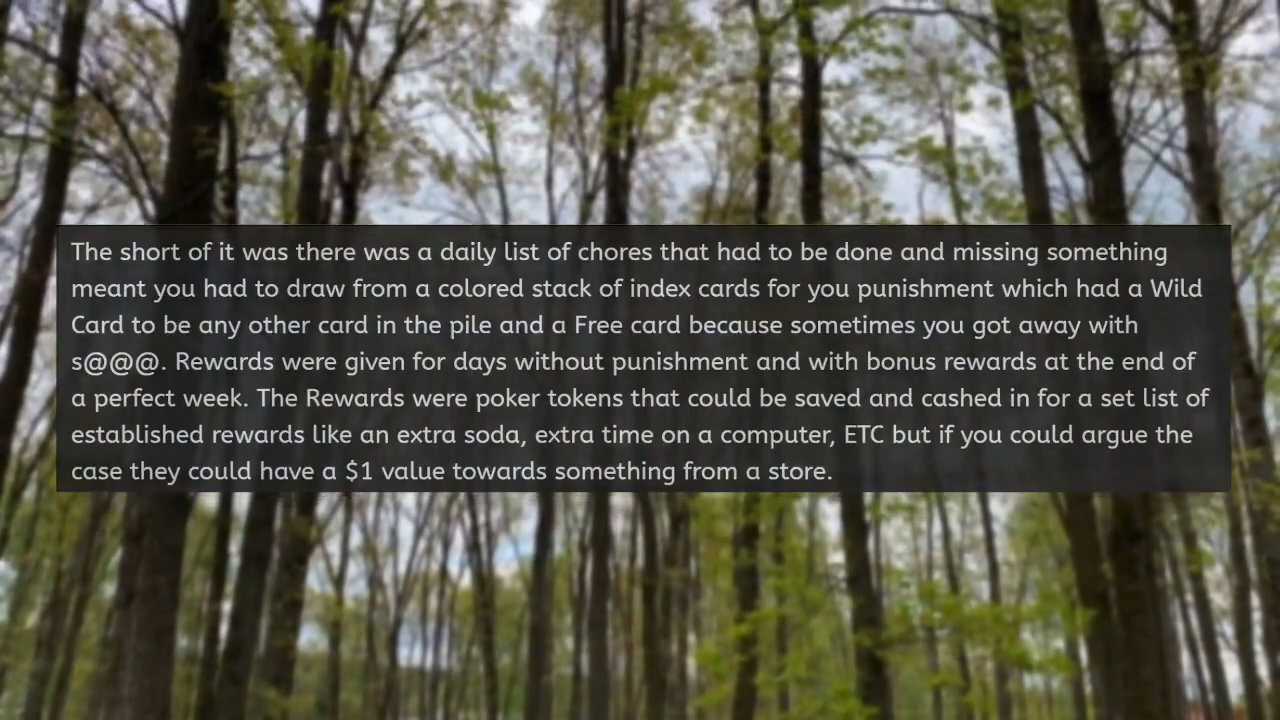 The short of it was there was a daily list of chores that had to be done and missing something
meant you had to draw from a colored stack of index cards for you punishment which had a Wild
Card to be any other card in the pile and a Free card because sometimes you got away with
s@@@. Rewards were given for days without punishment and with bonus rewards at the end of
a perfect week. The Rewards were poker tokens that could be saved and cashed in for a set list of
established rewards like an extra soda, extra time on a computer, ETC but if you could argue the
case they could have a $1 value towards something from a store.